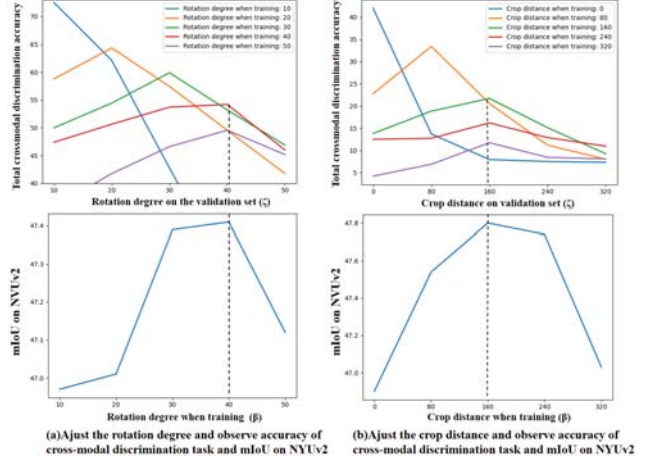 Total crossmodal discrimination accuracy
70
65
60
55
50
45
40
Rotation degree when training: 10
Rotation degree when training: 20
Rotation degree when training: 30
Rotation degree when training: 40
Rotation degree when training: 50
10 20 30 40 50
Rotation degree on the validation set (ζ)
Total crossmodal discrimination accuracy
40
35
30
25
20
15
10
5
Crop distance when training: 0
Crop distance when training: 80
Crop distance when training: 160
Crop distance when training: 240
Crop distance when training: 320
0 80 160 240 320
Crop distance on validation set (ζ)
mIoU on NYUv2
47.4
47.3
47.2
47.1
47.0
10 20 30 40 50
Rotation degree when training (β)
mIoU on NYUv2
47.8
47.6
47.4
47.2
47.0
0 80 160 240 320
Crop distance when training (β)
(a)Ajust the rotation degree and observe accuracy of
cross-modal discrimination task and mIoU on NYUv2
(b)Ajust the crop distance and observe accuracy of
cross-modal discrimination task and mIoU on NYUv2